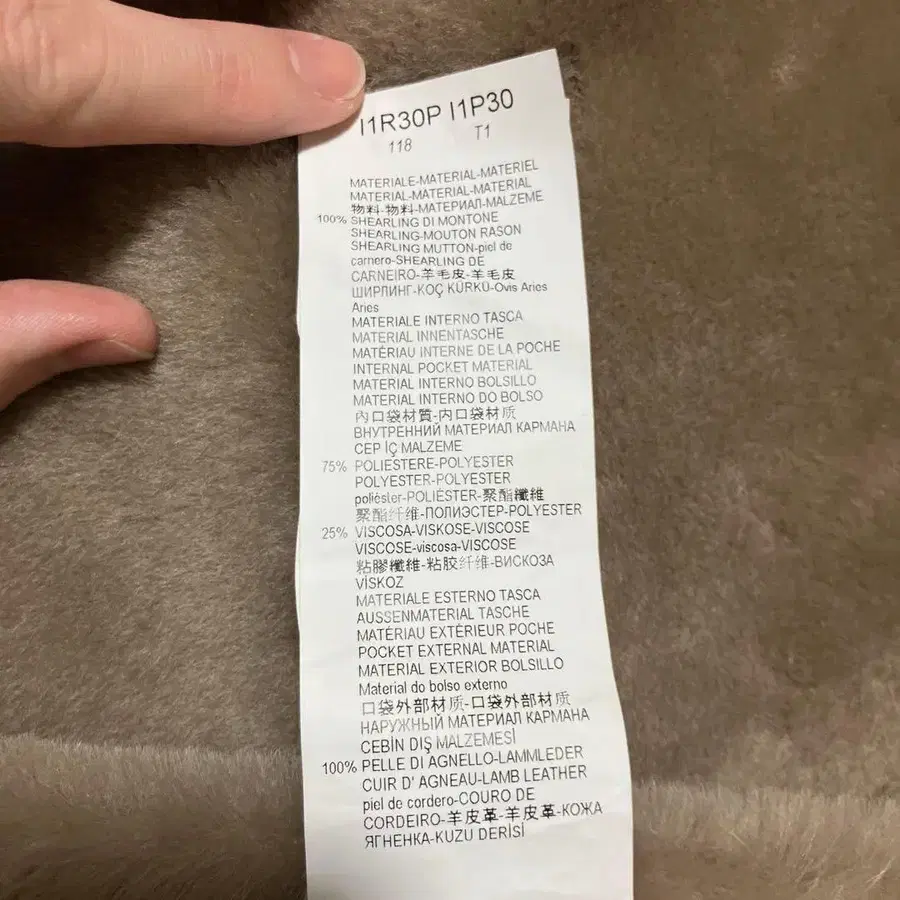 I1R30P I1P30
118 T1
MATERIALE-MATERIAL-MATERIEL
MATERIAL-MATERIAL-MATERIAL
物料-物料-МАТЕРИАЛ-MALZEME
100% SHEARLING DI MONTONE
SHEARLING-MOUTON RASON
SHEARLING MUTTON-piel de
carnero-SHEARLING DE
CARNEIRO-羊毛皮-羊毛皮
ШИРЛИНГ-KOÇ KÜRKÜ-Ovis Aries
Aries
MATERIALE INTERNO TASCA
MATERIAL INNENTASCHE
MATÉRIAU INTERNE DE LA POCHE
INTERNAL POCKET MATERIAL
MATERIAL INTERNO BOLSILLO
MATERIAL INTERNO DO BOLSO
內口袋材質-内口袋材质
ВНУТРЕННИЙ МАТЕРИАЛ КАРМАНА
CEP İÇ MALZEME
75% POLIESTERE-POLYESTER
POLYESTER-POLYESTER
poliéster-POLIÉSTER-聚酯纖維
聚酯纤维-ПОЛИЭСТЕР-POLYESTER
25% VISCOSA-VISKOSE-VISCOSE
VISCOSE-viscosa-VISCOSE
粘膠纖維-粘胶纤维-ВИСКОЗА
VİSKOZ
MATERIALE ESTERNO TASCA
AUSSENMATERIAL TASCHE
MATÉRIAU EXTÉRIEUR POCHE
POCKET EXTERNAL MATERIAL
MATERIAL EXTERIOR BOLSILLO
Material do bolso externo
口袋外部材质-口袋外部材质
НАРУЖНЫЙ МАТЕРИАЛ КАРМАНА
CEBİN DIŞ MALZEMESİ
100% PELLE DI AGNELLO-LAMMLEDER
CUIR D' AGNEAU-LAMB LEATHER
piel de cordero-COURO DE
CORDEIRO-羊皮革-羊皮革-КОЖА
ЯГНЕНКА-KUZU DERİSİ